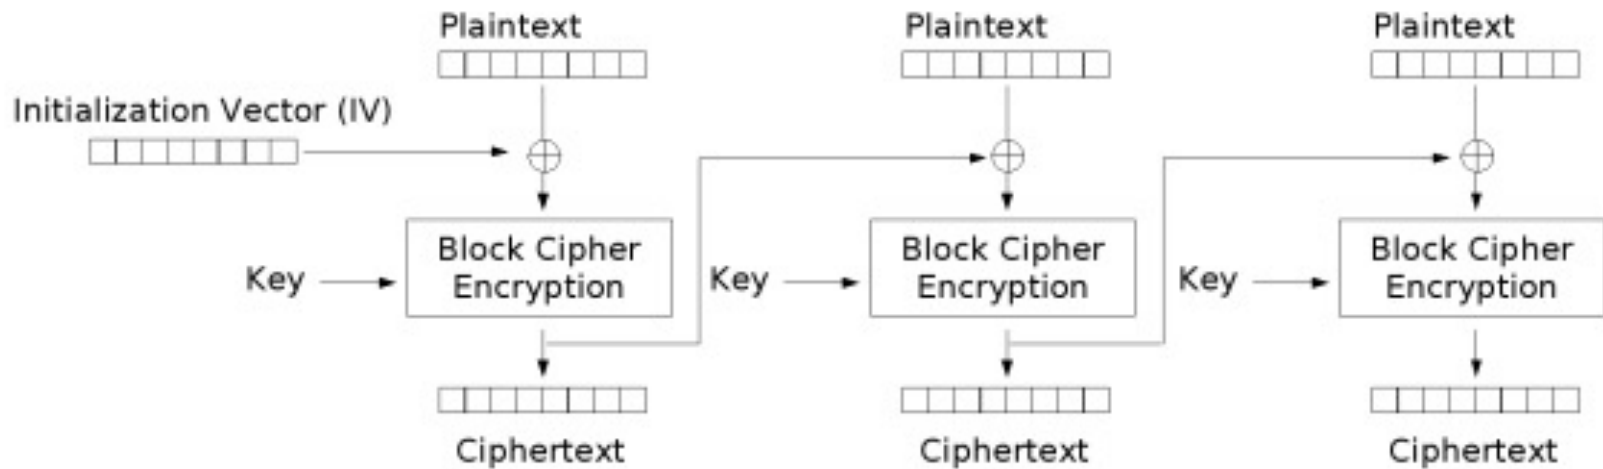 Plaintext
Plaintext
Plaintext
Initialization Vector (IV)
Block Cipher
Encryption
Block Cipher
Encryption
Block Cipher
Encryption
Key
Key
Key
Ciphertext
Ciphertext
Ciphertext